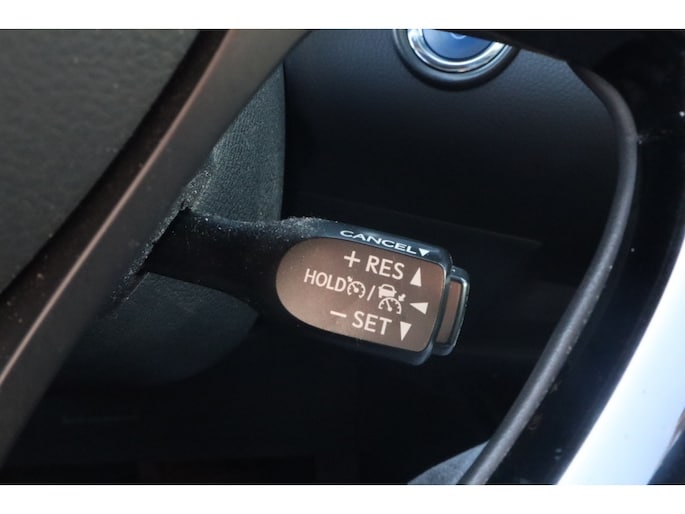 CANCEL▼
+ RES ▲
HOLD /
− SET ▼